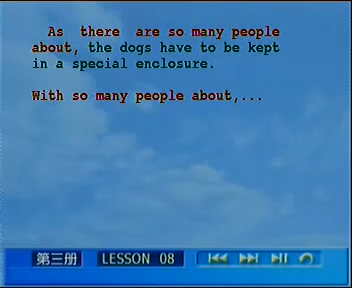 As there are so many people
about, the dogs have to be kept
in a special enclosure.
With so many people about,...
第三册 LESSON 08